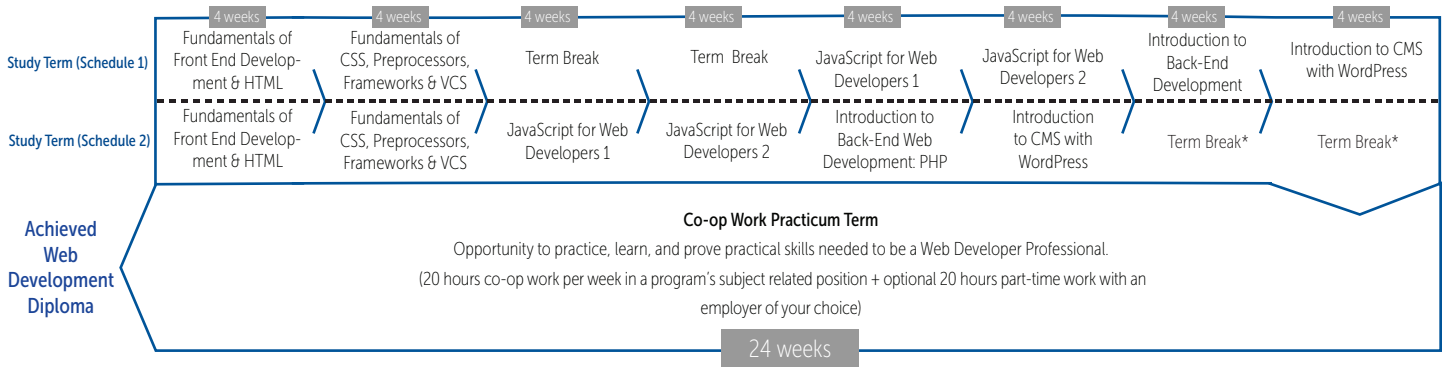 4 weeks
4 weeks
4 weeks
4 weeks
4 weeks
4 weeks
4 weeks
4 weeks
Study Term (Schedule 1)
Fundamentals of
Front End Develop-
ment & HTML
Fundamentals of
CSS, Preprocessors,
Frameworks & VCS
Term Break
Term Break
JavaScript for Web
Developers 1
JavaScript for Web
Developers 2
Introduction to
Back-End
Development
Introduction to CMS
with WordPress
Study Term (Schedule 2)
Fundamentals of
Front End Develop-
ment & HTML
Fundamentals of
CSS, Preprocessors,
Frameworks & VCS
JavaScript for Web
Developers 1
JavaScript for Web
Developers 2
Introduction to
Back-End Web
Development: PHP
Introduction
to CMS with
WordPress
Term Break*
Term Break*
Achieved
Web
Development
Diploma
Co-op Work Practicum Term
Opportunity to practice, learn, and prove practical skills needed to be a Web Developer Professional.
(20 hours co-op work per week in a program's subject related position + optional 20 hours part-time work with an
employer of your choice)
24 weeks